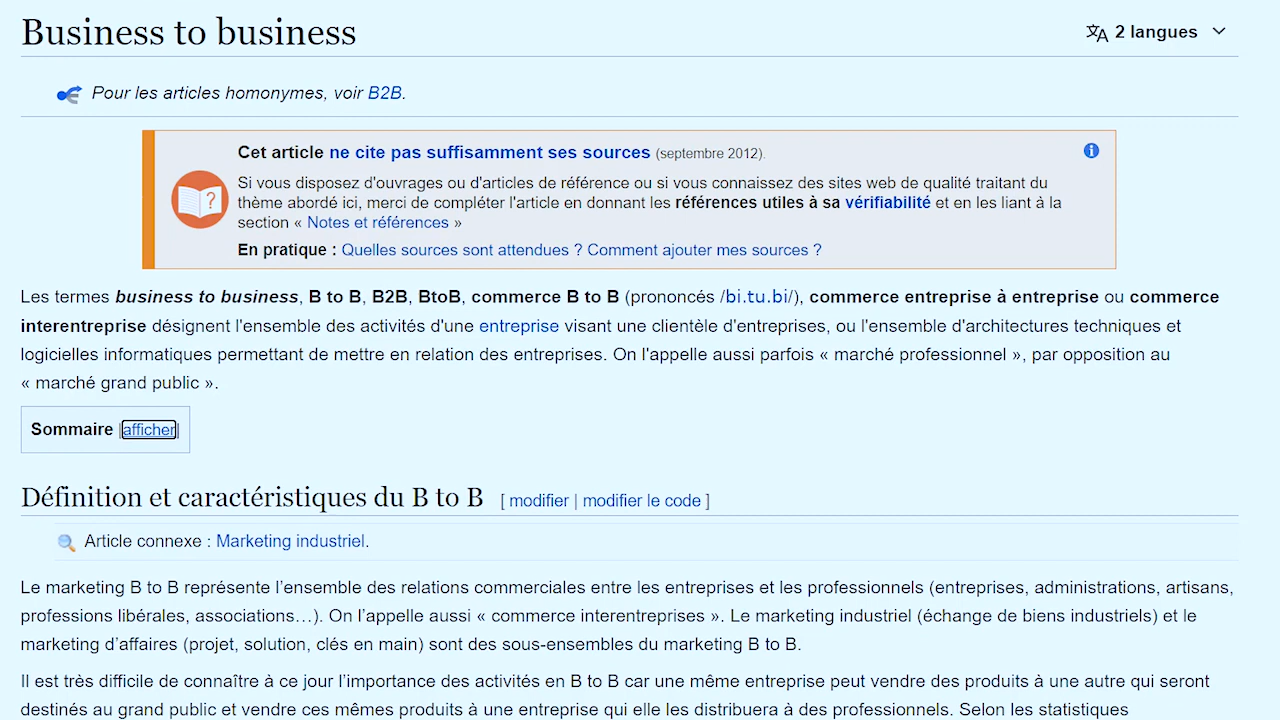 Business to business
2 langues
Pour les articles homonymes, voir B2B.
Cet article ne cite pas suffisamment ses sources (septembre 2012).
Si vous disposez d'ouvrages ou d'articles de référence ou si vous connaissez des sites web de qualité traitant du
thème abordé ici, merci de compléter l'article en donnant les références utiles à sa vérifiabilité et en les liant à la
section « Notes et références »
En pratique : Quelles sources sont attendues ? Comment ajouter mes sources ?
Les termes business to business, B to B, B2B, BtoB, commerce B to B (prononcés /bi.tu.bi/), commerce entreprise à entreprise ou commerce
interentreprise désignent l'ensemble des activités d'une entreprise visant une clientèle d'entreprises, ou l'ensemble d'architectures techniques et
logicielles informatiques permettant de mettre en relation des entreprises. On l'appelle aussi parfois « marché professionnel », par opposition au
« marché grand public ».
Sommaire [afficher]
Définition et caractéristiques du B to B [ modifier | modifier le code ]
Article connexe : Marketing industriel.
Le marketing B to B représente l’ensemble des relations commerciales entre les entreprises et les professionnels (entreprises, administrations, artisans,
professions libérales, associations…). On l’appelle aussi « commerce interentreprises ». Le marketing industriel (échange de biens industriels) et le
marketing d’affaires (projet, solution, clés en main) sont des sous-ensembles du marketing B to B.
Il est très difficile de connaître à ce jour l’importance des activités en B to B car une même entreprise peut vendre des produits à une autre qui seront
destinés au grand public et vendre ces mêmes produits à une entreprise qui elle les distribuera à des professionnels. Selon les statistiques